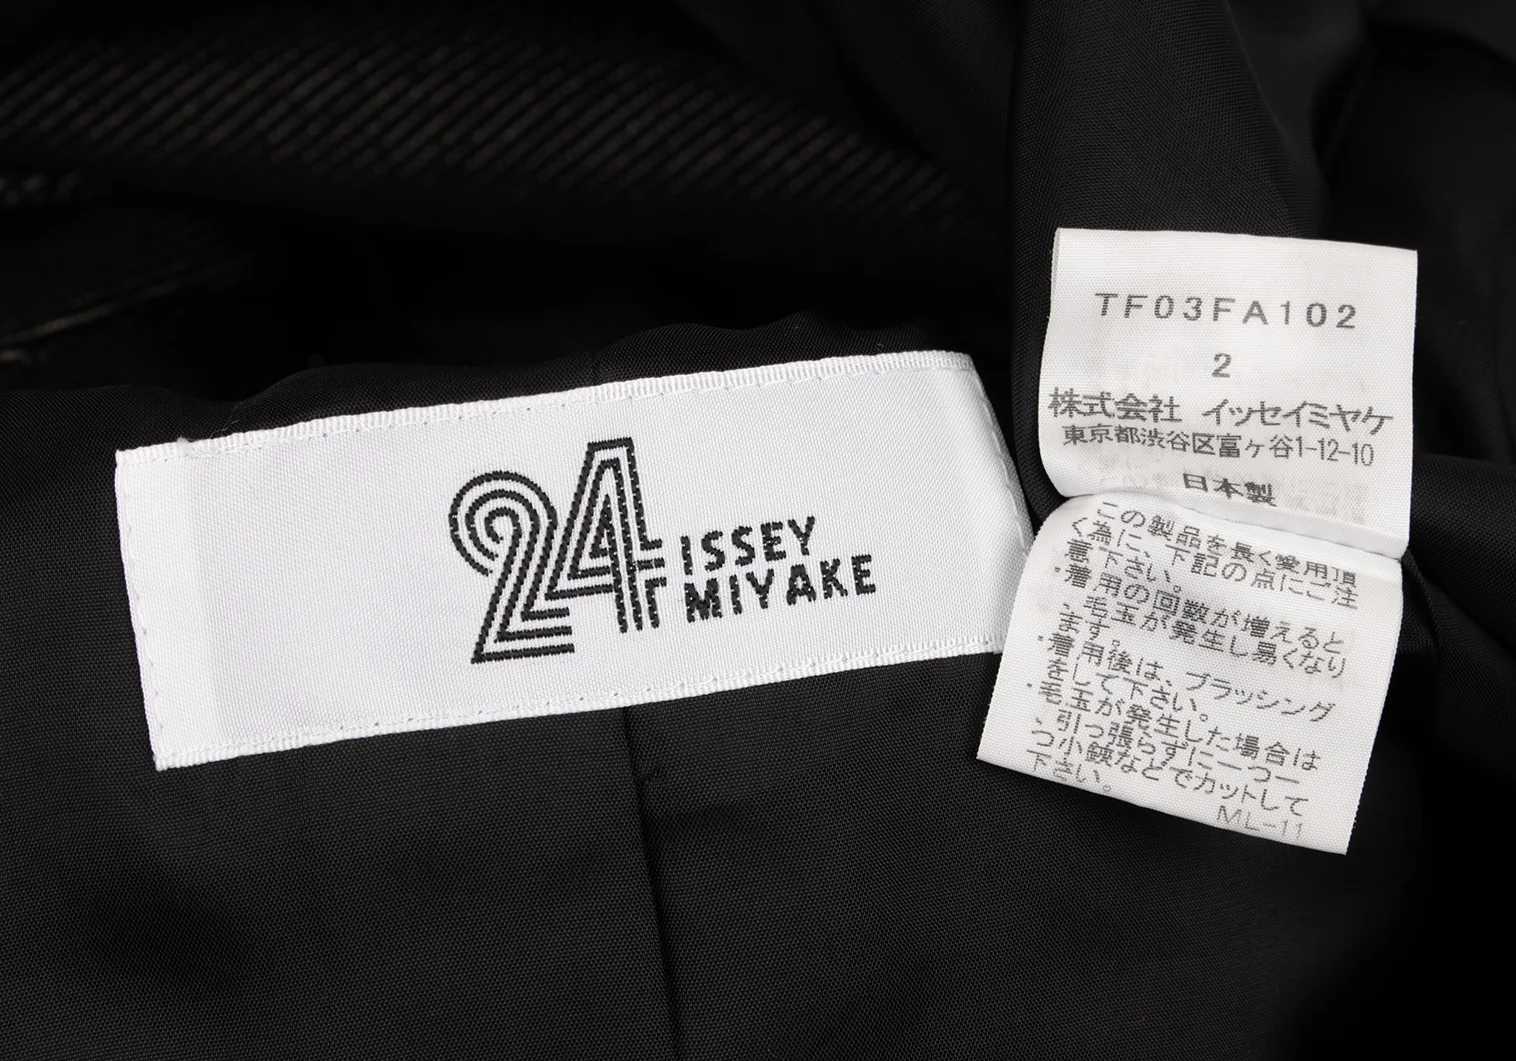 24 ISSEY
MIYAKE
TF03FA102
2
株式会社 イッセイミヤケ
東京都渋谷区富ヶ谷1-12-10
日本製
この製品を長く愛用頂
く為に、下記の点にご注
意下さい。
・着用の回数が増えると
、毛玉が発生し易くなり
ます。
・着用後は、ブラッシング
をして下さい。
・毛玉が発生した場合は
、引っ張らずに一つ一
つ小鋏などでカットして
下さい。
ML-11